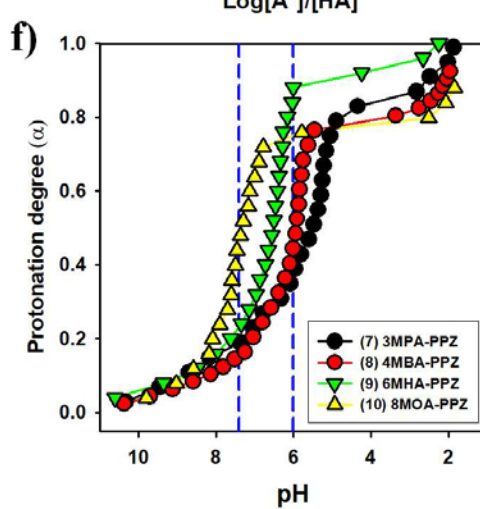 Log[A⁻]/[HA]
f)
1.0
0.8
0.6
0.4
0.2
0.0
Protonation degree (α)
(7) 3MPA-PPZ
(8) 4MBA-PPZ
(9) 6MHA-PPZ
(10) 8MOA-PPZ
10 8 6 4 2
pH